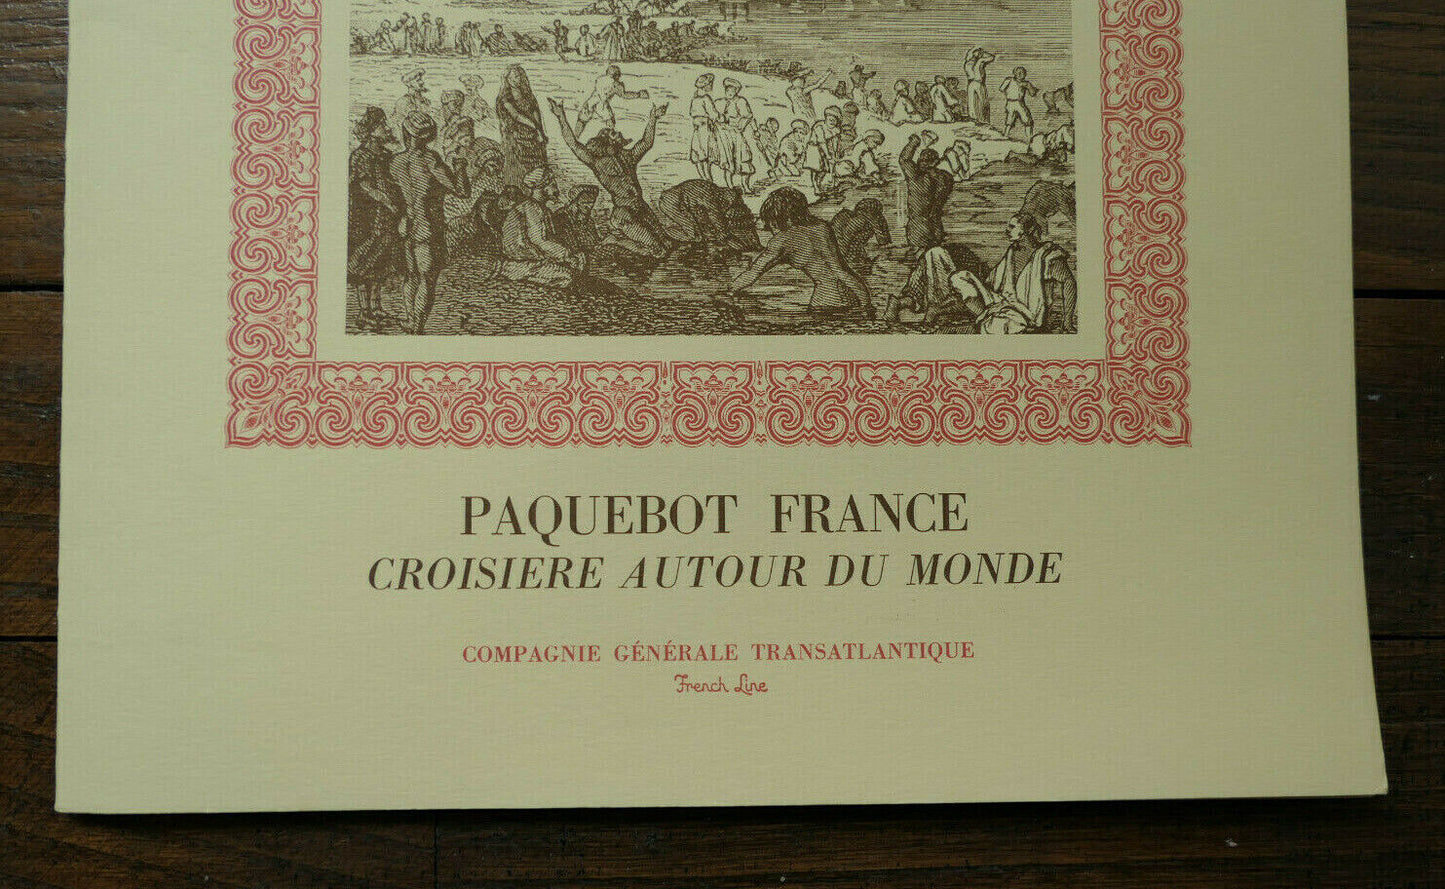 PAQUEBOT FRANCE
CROISIERE AUTOUR DU MONDE
COMPAGNIE GÉNÉRALE TRANSATLANTIQUE
French Line